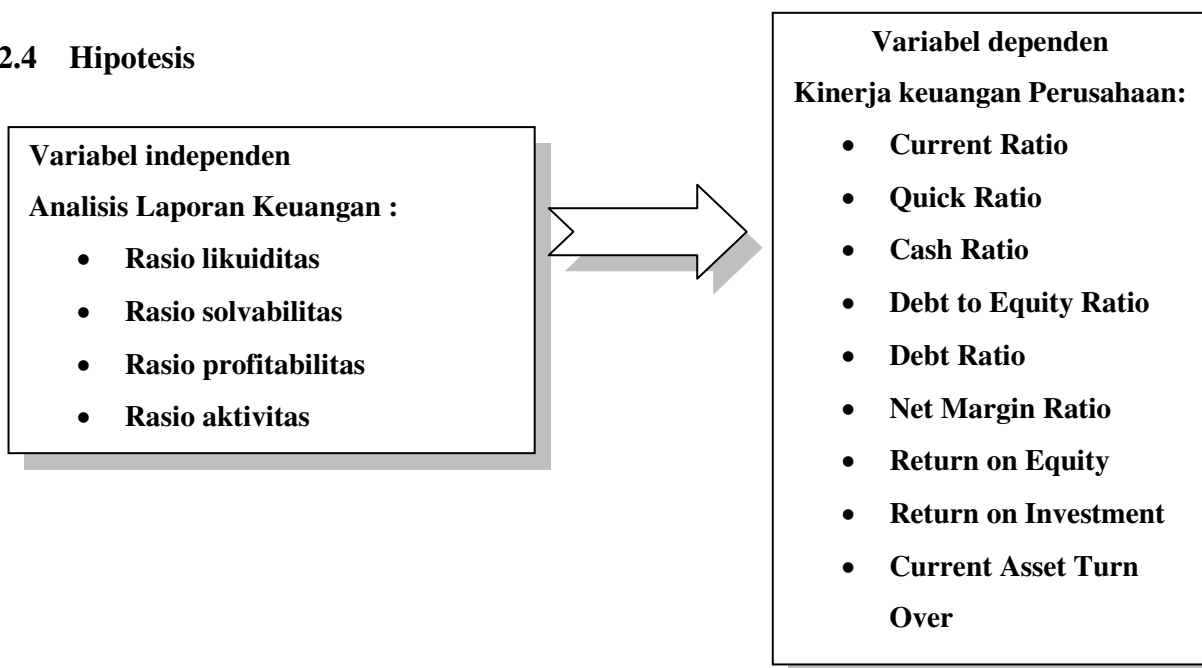 2.4 Hipotesis
Variabel independen
Analisis Laporan Keuangan :
• Rasio likuiditas
• Rasio solvabilitas
• Rasio profitabilitas
• Rasio aktivitas
Variabel dependen
Kinerja keuangan Perusahaan:
• Current Ratio
• Quick Ratio
• Cash Ratio
• Debt to Equity Ratio
• Debt Ratio
• Net Margin Ratio
• Return on Equity
• Return on Investment
• Current Asset Turn
Over